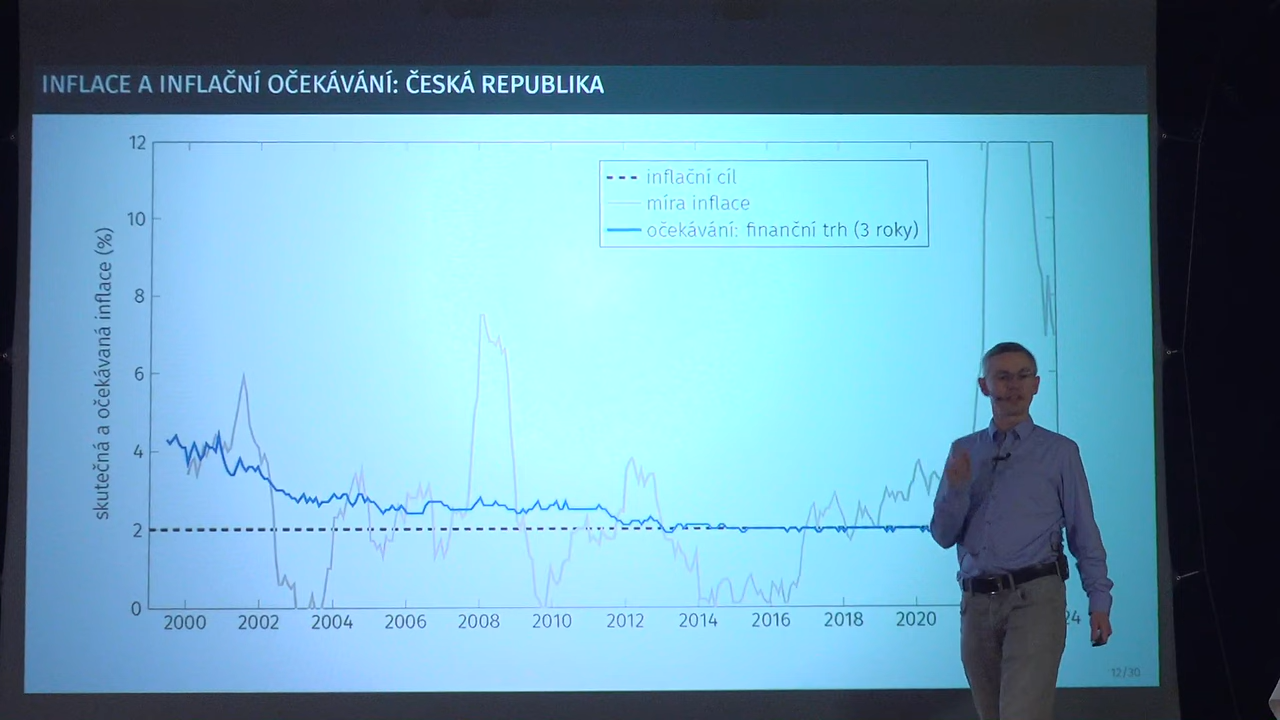 INFLACE A INFLAČNÍ OČEKÁVÁNÍ: ČESKÁ REPUBLIKA
12
10
8
6
4
2
0
skutečná a očekávaná inflace (%)
inflační cíl
míra inflace
očekávání: finanční trh (3 roky)
2000 2002 2004 2006 2008 2010 2012 2014 2016 2018 2020 24
12/30